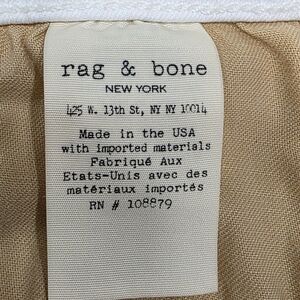 rag & bone
NEW YORK
425 W. 13th St, NY NY 10014
Made in the USA
with imported materials
Fabriqué Aux
Etats-Unis avec des
matériaux importés
RN # 108879